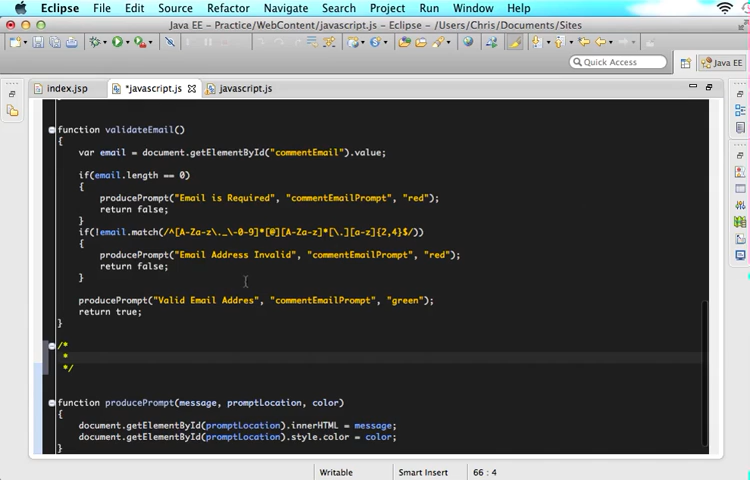 Eclipse File Edit Source Refactor Navigate Search Project Run Window Help
Java EE - Practice/WebContent/javascript.js - Eclipse - /Users/Chris/Documents/Sites
Quick Access
Java EE
index.jsp *javascript.js javascript.js
function validateEmail()
{
var email = document.getElementById("commentEmail").value;
if(email.length == 0)
{
producePrompt("Email is Required", "commentEmailPrompt", "red");
return false;
}
if(!email.match(/^[A-Za-z\._\-0-9]*[@][A-Za-z]*[\.][a-z]{2,4}$/))
{
producePrompt("Email Address Invalid", "commentEmailPrompt", "red");
return false;
}
producePrompt("Valid Email Addres", "commentEmailPrompt", "green");
return true;
}
/*
*
*/
function producePrompt(message, promptLocation, color)
{
document.getElementById(promptLocation).innerHTML = message;
document.getElementById(promptLocation).style.color = color;
}
Writable Smart Insert 66 : 4